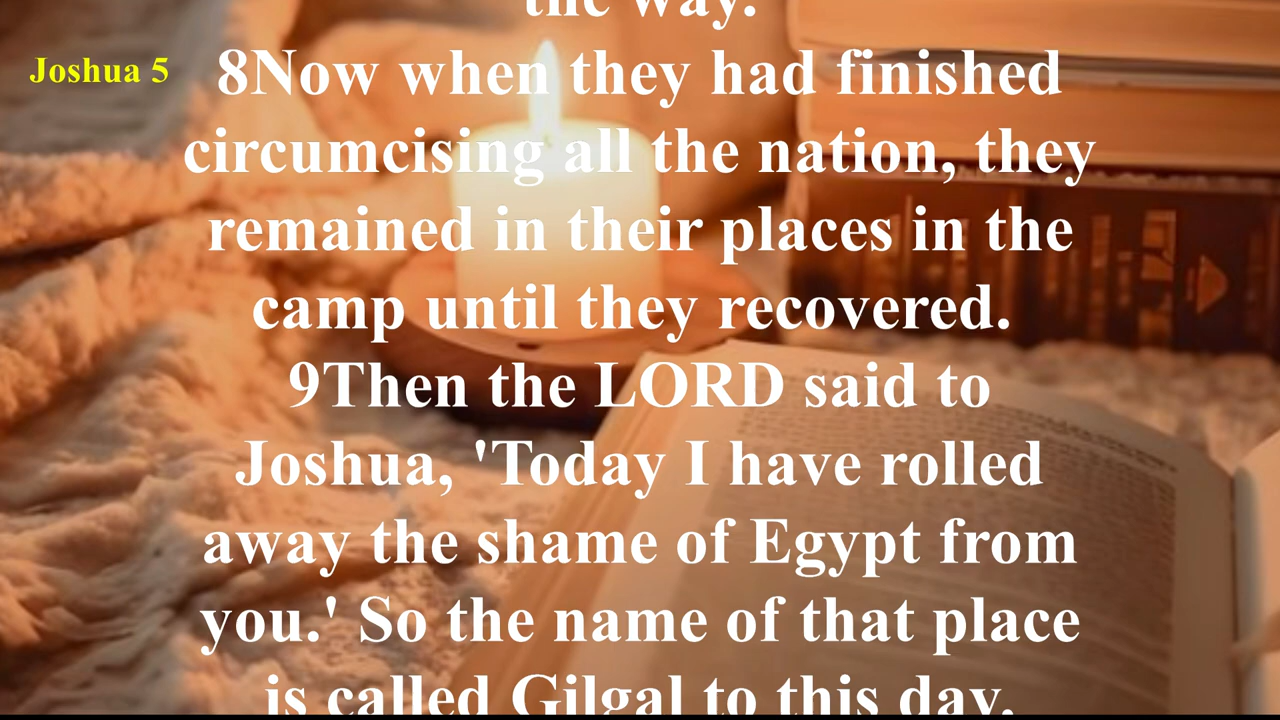 the way.
Joshua 5
8Now when they had finished
circumcising all the nation, they
remained in their places in the
camp until they recovered.
9Then the LORD said to
Joshua, 'Today I have rolled
away the shame of Egypt from
you.' So the name of that place
is called Gilgal to this day.